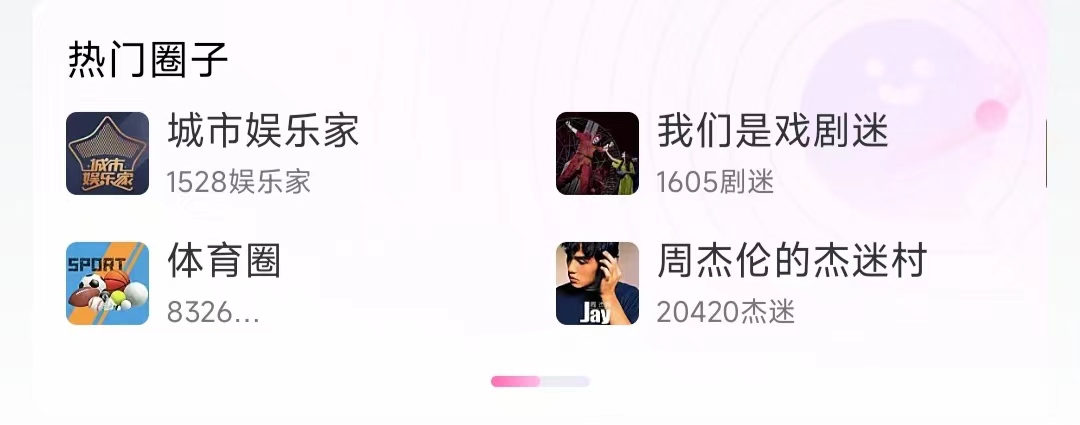 热门圈子
城市娱乐家
1528娱乐家
城市
娱乐家
我们是戏剧迷
1605剧迷
体育圈
8326...
SPORT
周杰伦的杰迷村
20420杰迷
Jay